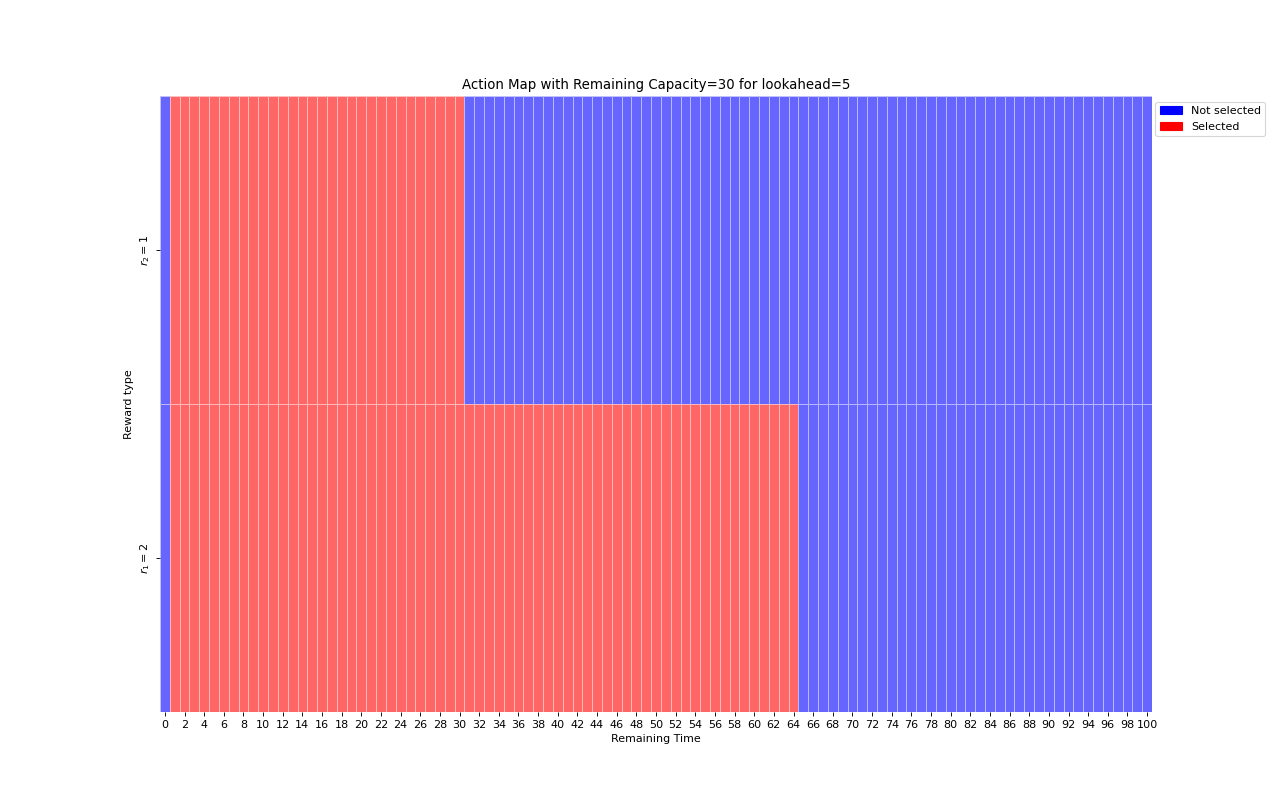 Action Map with Remaining Capacity=30 for lookahead=5
Not selected
Selected
r₂ = 1
Reward type
r₁ = 2
0 2 4 6 8 10 12 14 16 18 20 22 24 26 28 30 32 34 36 38 40 42 44 46 48 50 52 54 56 58 60 62 64 66 68 70 72 74 76 78 80 82 84 86 88 90 92 94 96 98 100
Remaining Time